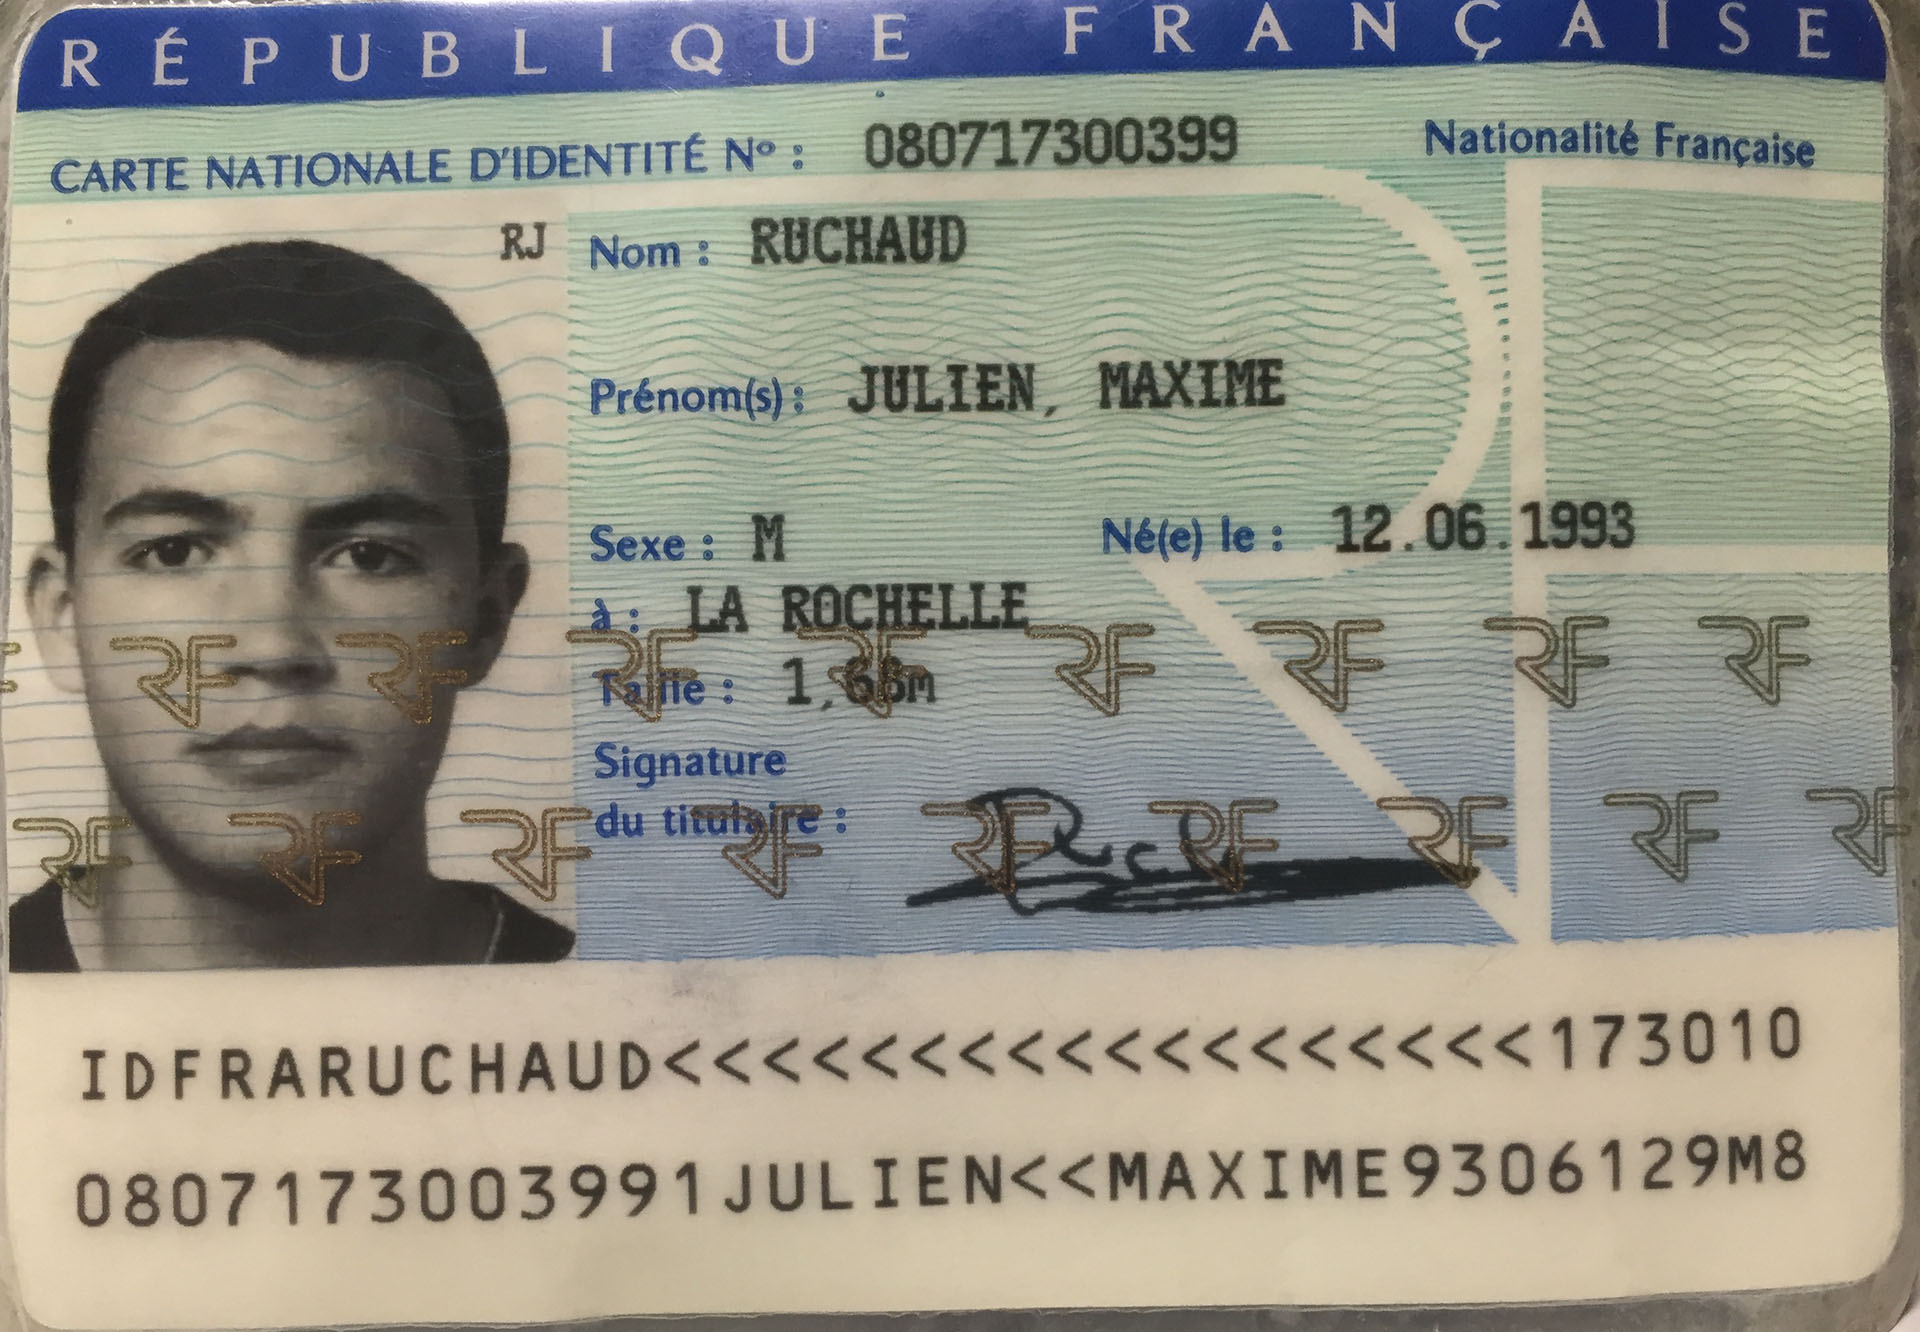 RÉPUBLIQUE FRANÇAISE
CARTE NATIONALE D'IDENTITÉ Nº : 080717300399 Nationalité Française
RJ
Nom : RUCHAUD
Prénom(s) : JULIEN, MAXIME
Sexe : M Né(e) le : 12.06.1993
à : LA ROCHELLE
Taille : 1,66m
Signature
du titulaire :
RF RF RF RF RF RF RF RF
RF RF RF RF RF RF RF RF RF
IDFRARUCHAUD<<<<<<<<<<<<<<<<<<173010
0807173003991JULIEN<<MAXIME9306129M8